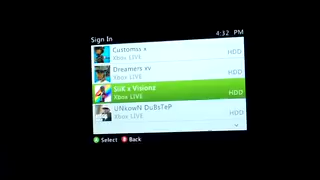 Sign In 4:32 PM
Customss x
Xbox LIVE HDD
Dreamers vv
Xbox LIVE HDD
SiiK x Visionz
Xbox LIVE HDD
UNkowN DuBsTeP
Xbox LIVE HDD
A Select B Back